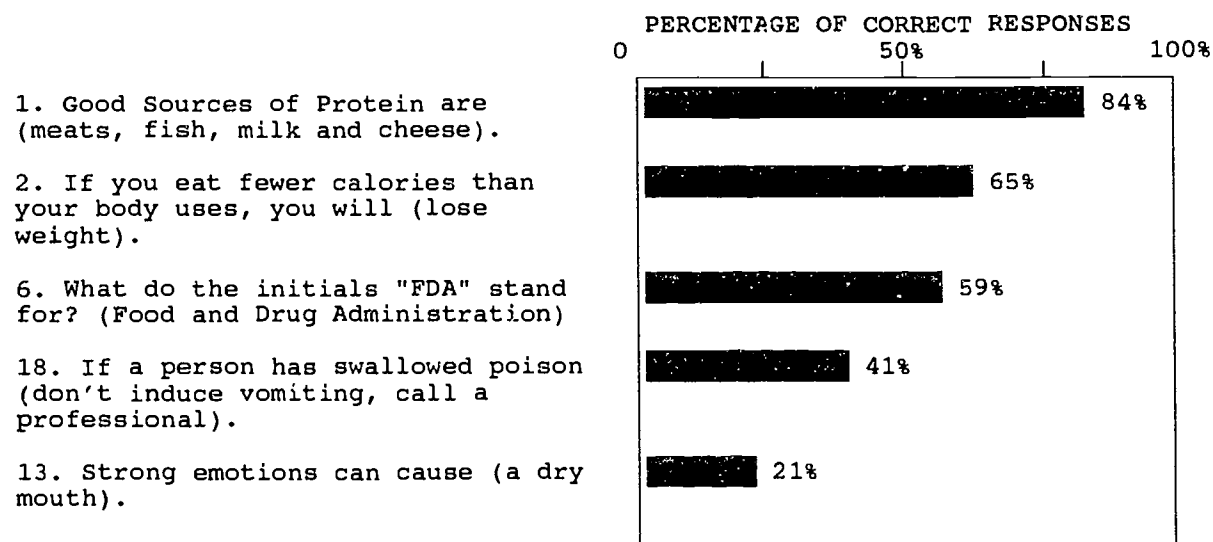 PERCENTAGE OF CORRECT RESPONSES
0 50% 100%
1. Good Sources of Protein are
(meats, fish, milk and cheese).
84%
2. If you eat fewer calories than
your body uses, you will (lose
weight).
65%
6. What do the initials "FDA" stand
for? (Food and Drug Administration)
59%
18. If a person has swallowed poison
(don't induce vomiting, call a
professional).
41%
13. Strong emotions can cause (a dry
mouth).
21%